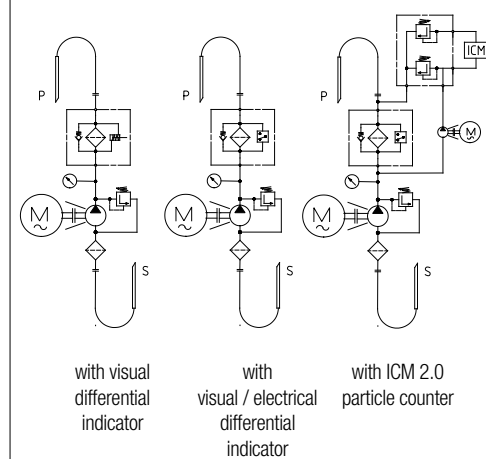 P
P
P
ICM
M
M
M
M
S
S
S
with visual
differential
indicator
with
visual / electrical
differential
indicator
with ICM 2.0
particle counter